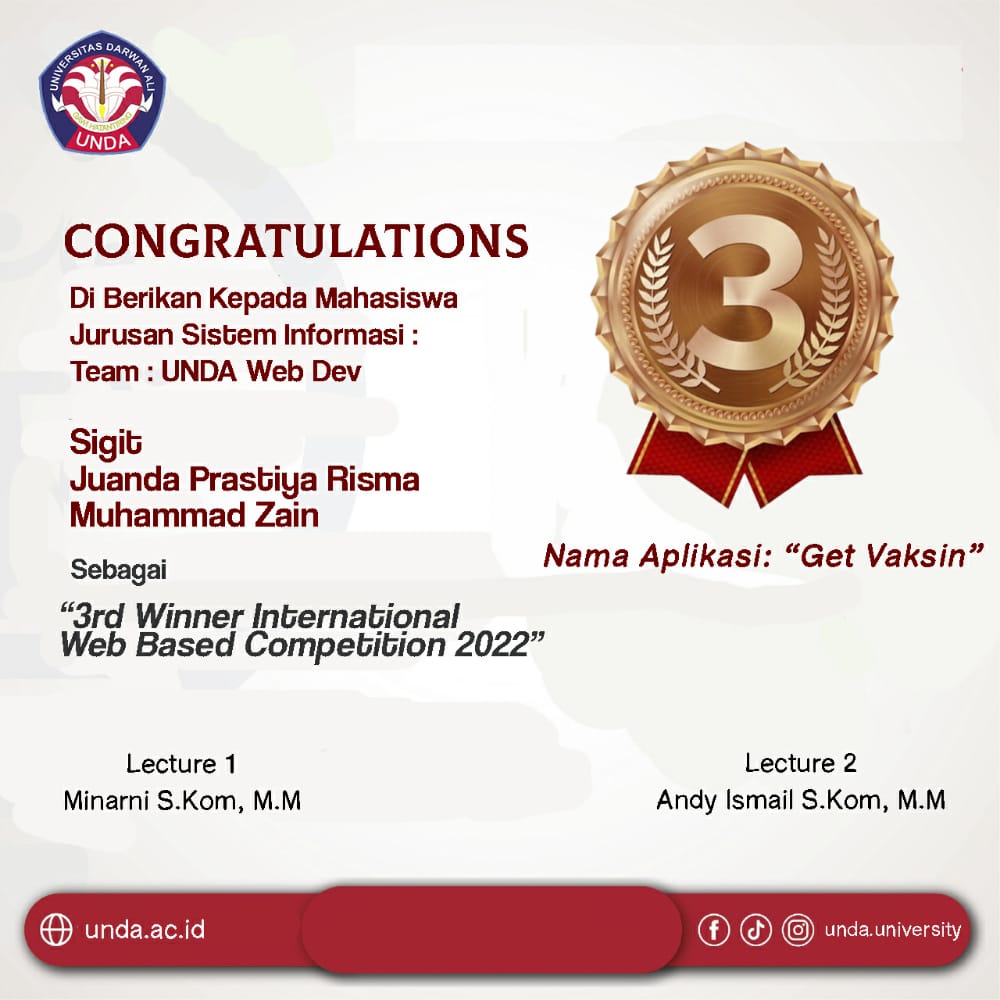 UNIVERSITAS DARWAN ALI
GAWI HATANTIRING
UNDA
CONGRATULATIONS
Di Berikan Kepada Mahasiswa
Jurusan Sistem Informasi :
Team : UNDA Web Dev
Sigit
Juanda Prastiya Risma
Muhammad Zain
Sebagai
“3rd Winner International
Web Based Competition 2022”
3
Nama Aplikasi: “Get Vaksin”
Lecture 1
Minarni S.Kom, M.M
Lecture 2
Andy Ismail S.Kom, M.M
unda.ac.id
unda.university